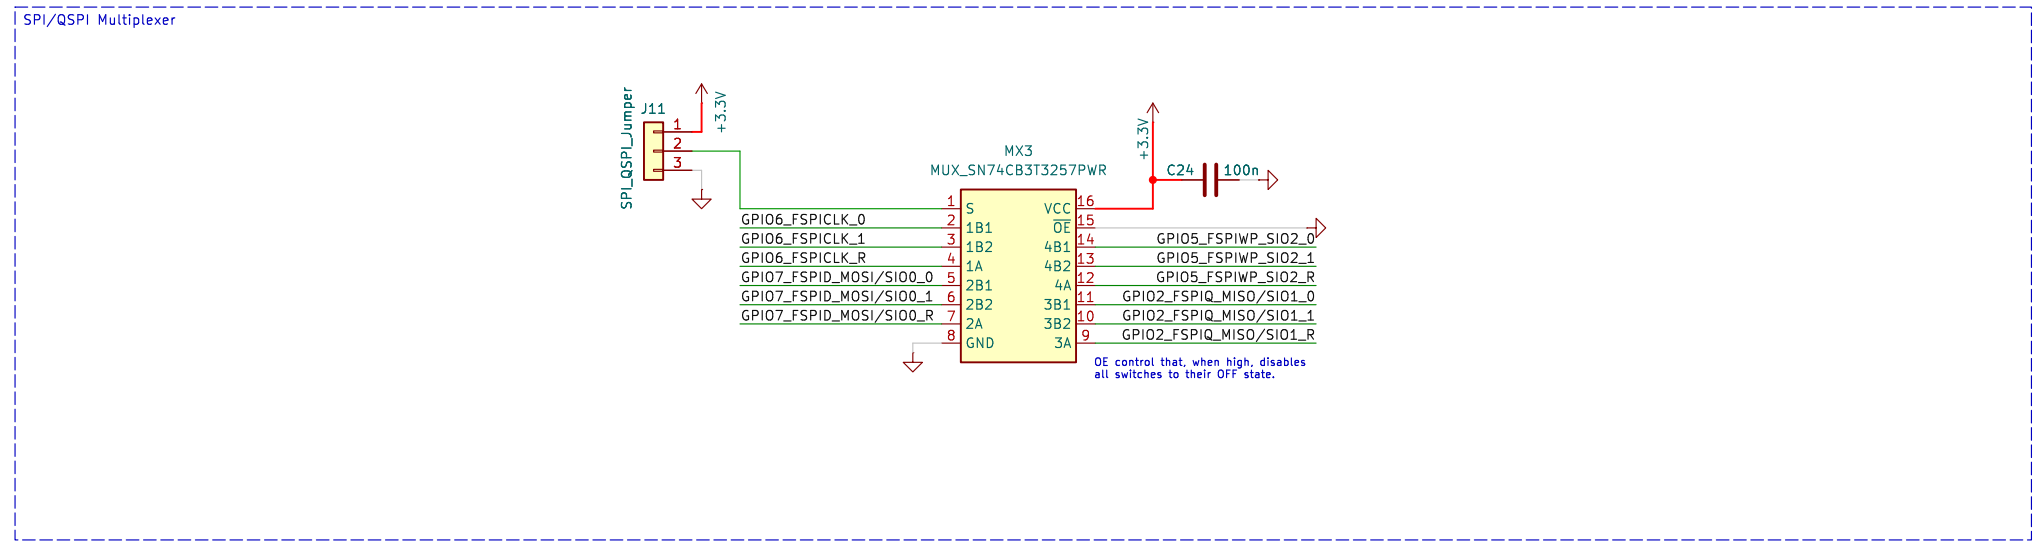 SPI/QSPI Multiplexer
J11
SPI_QSPI_Jumper
+3.3V
1
2
3
+3.3V
C24
100n
MX3
MUX_SN74CB3T3257PWR
1 S
VCC 16
GPIO6_FSPICLK_0
2 1B1
OE 15
GPIO6_FSPICLK_1
3 1B2
4B1 14
GPIO5_FSPIWP_SIO2_0
GPIO6_FSPICLK_R
4 1A
4B2 13
GPIO5_FSPIWP_SIO2_1
GPIO7_FSPID_MOSI/SIO0_0
5 2B1
4A 12
GPIO5_FSPIWP_SIO2_R
GPIO7_FSPID_MOSI/SIO0_1
6 2B2
3B1 11
GPIO2_FSPIQ_MISO/SIO1_0
GPIO7_FSPID_MOSI/SIO0_R
7 2A
3B2 10
GPIO2_FSPIQ_MISO/SIO1_1
8 GND
3A 9
GPIO2_FSPIQ_MISO/SIO1_R
OE control that, when high, disables
all switches to their OFF state.